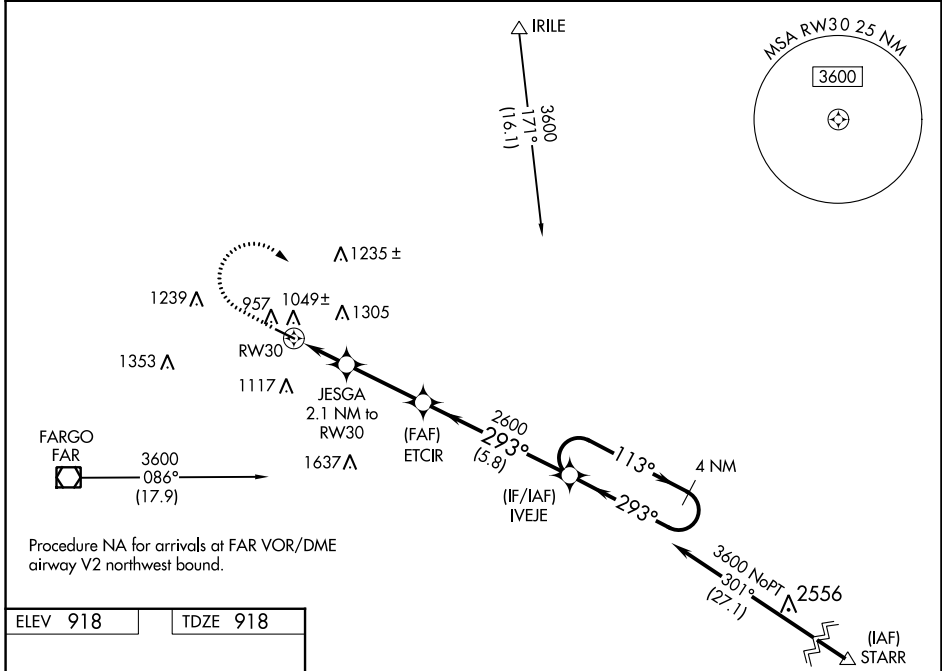 IRILE
3600
171°
(16.1)
MSA RW30 25 NM
3600
1235 ±
1239
957
1049±
1305
RW30
1353
1117
JESGA
2.1 NM to
RW30
(FAF)
ETCIR
2600
293°
(5.8)
113°
4 NM
293°
(IF/IAF)
IVEJE
FARGO
FAR
3600
086°
(17.9)
1637
Procedure NA for arrivals at FAR VOR/DME
airway V2 northwest bound.
3600 NoPT
301°
(27.1)
2556
(IAF)
STARR
ELEV 918
TDZE 918